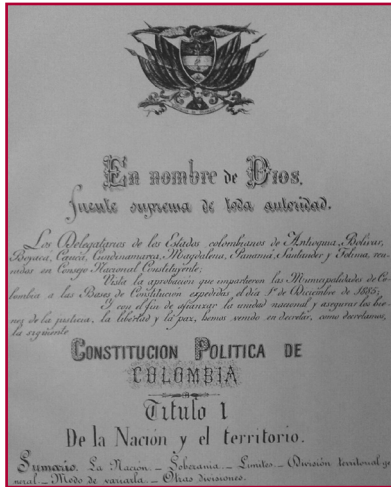 En nombre de Dios,
fuente suprema de toda autoridad.
Los Delegatarios de los Estados colombianos de Antioquia, Bolívar,
Boyacá, Cauca, Cundinamarca, Magdalena, Panamá, Santander y Tolima, reu-
nidos en Consejo Nacional Constituyente;
Vista la aprobación que impartieron las Municipalidades de Co-
lombia a las Bases de Constitución expedidas el día 1º de Diciembre de 1885;
Y con el fin de afianzar la unidad nacional y asegurar los bie-
nes de la justicia, la libertad y la paz, hemos venido en decretar, como decretamos,
la siguiente
CONSTITUCION POLITICA DE
COLOMBIA
Título 1
De la Nación y el territorio.
Sumario. La Nación. — Soberanía. — Límites. — División territorial ge-
neral. — Modo de variarla. — Otras divisiones.